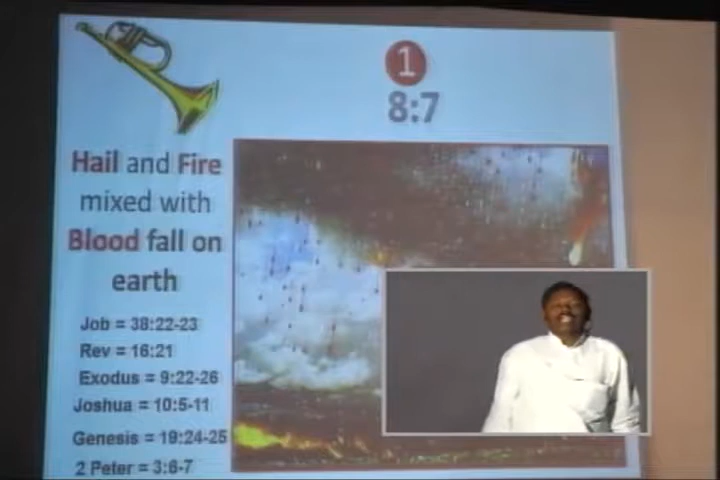 1
8:7
Hail and Fire
mixed with
Blood fall on
earth
Job = 38:22-23
Rev = 16:21
Exodus = 9:22-26
Joshua = 10:5-11
Genesis = 19:24-25
2 Peter = 3:6-7